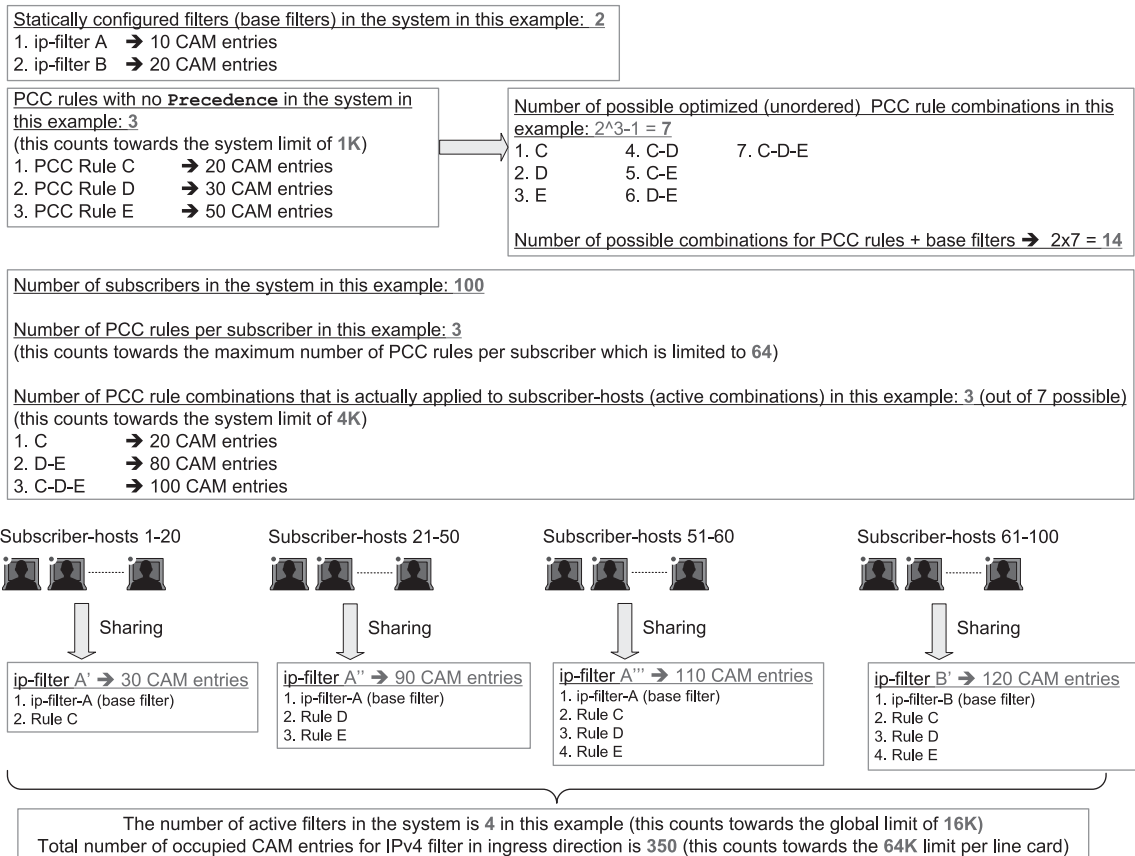 Statically configured filters (base filters) in the system in this example: 2
1. ip-filter A ➔ 10 CAM entries
2. ip-filter B ➔ 20 CAM entries
PCC rules with no Precedence in the system in
this example: 3
(this counts towards the system limit of 1K)
1. PCC Rule C ➔ 20 CAM entries
2. PCC Rule D ➔ 30 CAM entries
3. PCC Rule E ➔ 50 CAM entries
Number of possible optimized (unordered) PCC rule combinations in this
example: 2^3-1 = 7
1. C 4. C-D 7. C-D-E
2. D 5. C-E
3. E 6. D-E
Number of possible combinations for PCC rules + base filters ➔ 2x7 = 14
Number of subscribers in the system in this example: 100
Number of PCC rules per subscriber in this example: 3
(this counts towards the maximum number of PCC rules per subscriber which is limited to 64)
Number of PCC rule combinations that is actually applied to subscriber-hosts (active combinations) in this example: 3 (out of 7 possible)
(this counts towards the system limit of 4K)
1. C ➔ 20 CAM entries
2. D-E ➔ 80 CAM entries
3. C-D-E ➔ 100 CAM entries
Subscriber-hosts 1-20
Sharing
ip-filter A' ➔ 30 CAM entries
1. ip-filter-A (base filter)
2. Rule C
Subscriber-hosts 21-50
Sharing
ip-filter A'' ➔ 90 CAM entries
1. ip-filter-A (base filter)
2. Rule D
3. Rule E
Subscriber-hosts 51-60
Sharing
ip-filter A''' ➔ 110 CAM entries
1. ip-filter-A (base filter)
2. Rule C
3. Rule D
4. Rule E
Subscriber-hosts 61-100
Sharing
ip-filter B' ➔ 120 CAM entries
1. ip-filter-B (base filter)
2. Rule C
3. Rule D
4. Rule E
The number of active filters in the system is 4 in this example (this counts towards the global limit of 16K)
Total number of occupied CAM entries for IPv4 filter in ingress direction is 350 (this counts towards the 64K limit per line card)